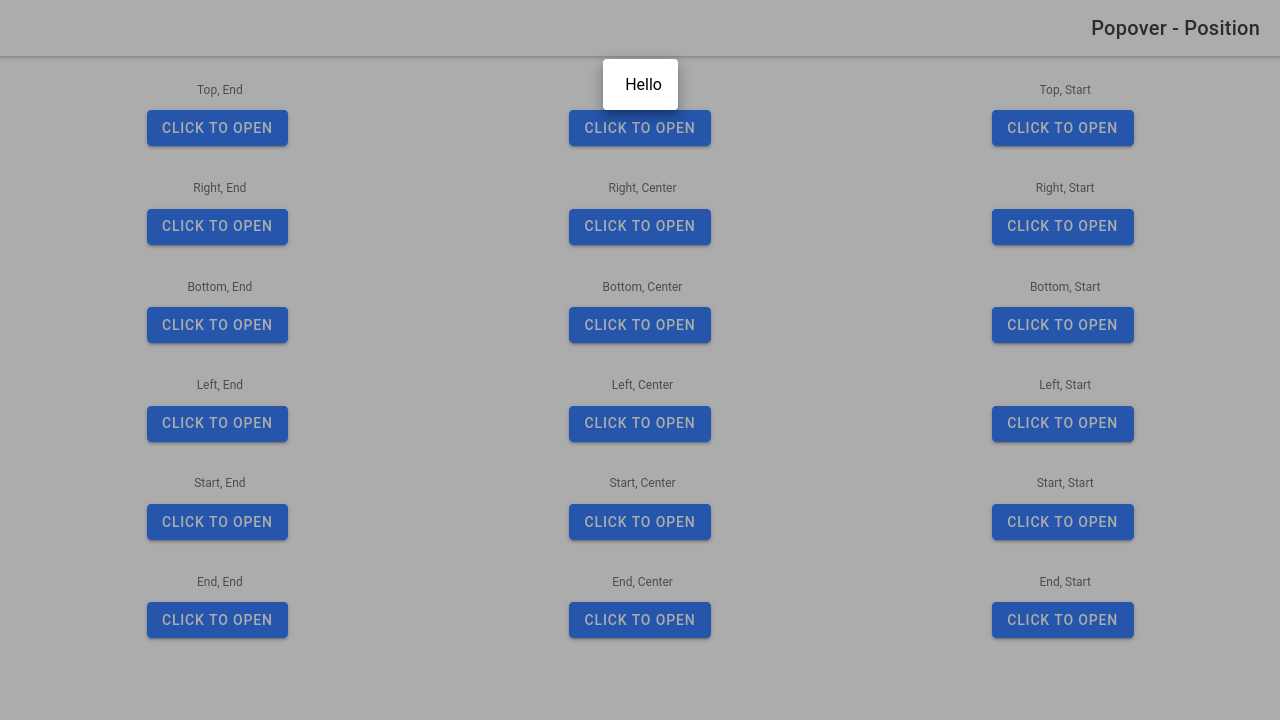 Popover - Position
Hello
Top, End
Top, Start
CLICK TO OPEN
CLICK TO OPEN
CLICK TO OPEN
Right, End
Right, Center
Right, Start
CLICK TO OPEN
CLICK TO OPEN
CLICK TO OPEN
Bottom, End
Bottom, Center
Bottom, Start
CLICK TO OPEN
CLICK TO OPEN
CLICK TO OPEN
Left, End
Left, Center
Left, Start
CLICK TO OPEN
CLICK TO OPEN
CLICK TO OPEN
Start, End
Start, Center
Start, Start
CLICK TO OPEN
CLICK TO OPEN
CLICK TO OPEN
End, End
End, Center
End, Start
CLICK TO OPEN
CLICK TO OPEN
CLICK TO OPEN